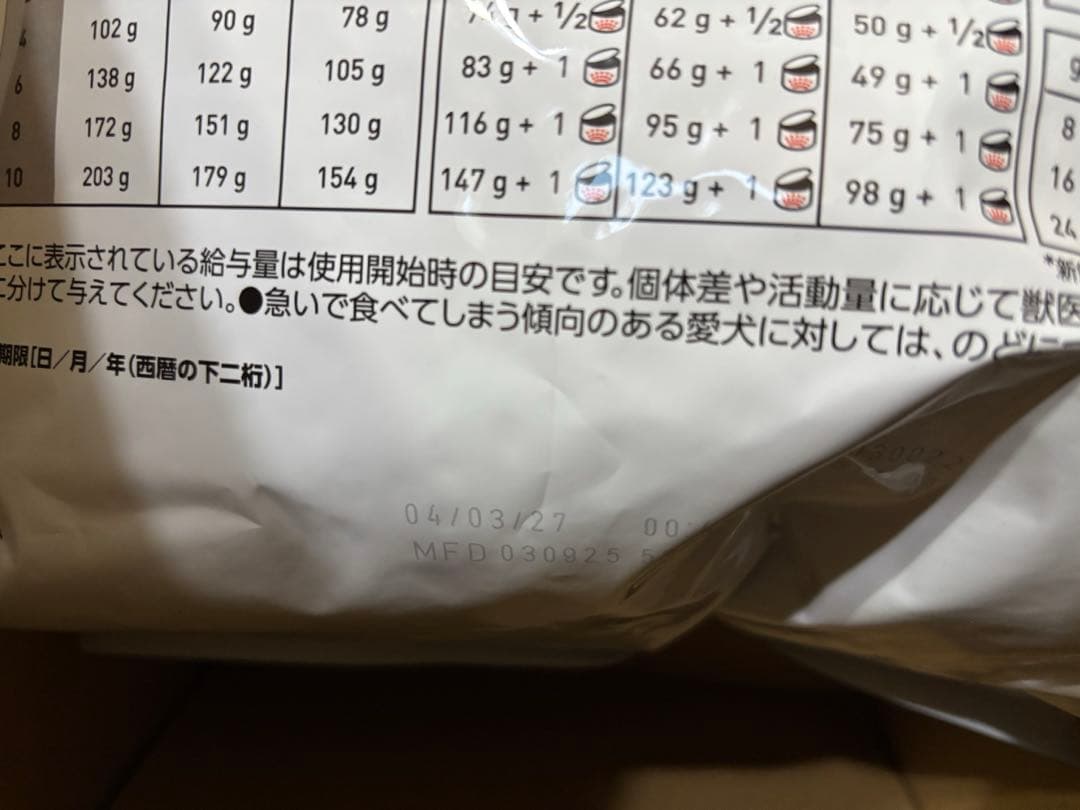 4 102 g 90 g 78 g + ½ 62 g + ½ 50 g + ½
6 138 g 122 g 105 g 83 g + 1 66 g + 1 49 g + 1
8 172 g 151 g 130 g 116 g + 1 95 g + 1 75 g + 1 8
10 203 g 179 g 154 g 147 g + 1 123 g + 1 98 g + 1 16
24
ここに表示されている給与量は使用開始時の目安です。個体差や活動量に応じて獣医
に分けて与えてください。●急いで食べてしまう傾向のある愛犬に対しては、のどに
期限[日/月/年(西暦の下二桁)]
04/03/27 00
MFD 030925 5